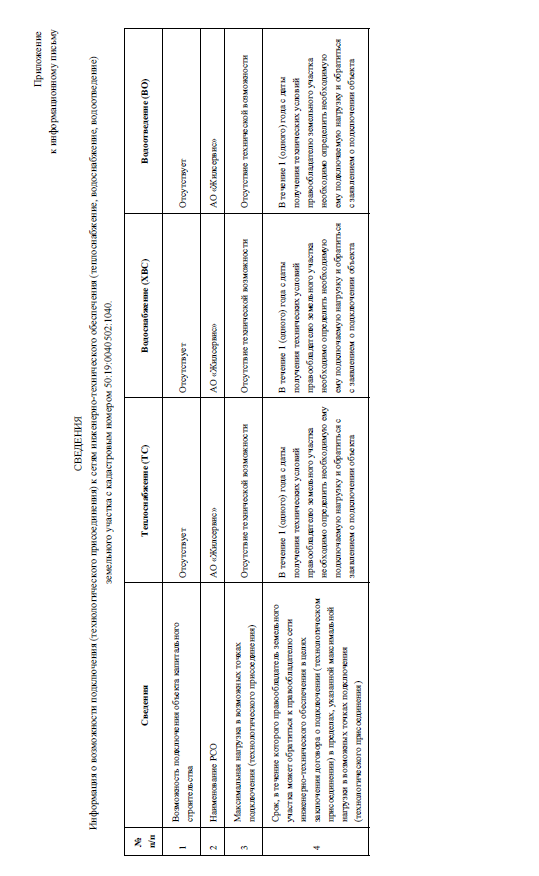 Приложение
к информационному письму
СВЕДЕНИЯ
Информация о возможности подключения (технологического присоединения) к сетям инженерно-технического обеспечения (теплоснабжение, водоснабжение, водоотведение)
земельного участка с кадастровым номером 50:19:0040502:1040.
№
п/п
Сведения
Теплоснабжение (ТС)
Водоснабжение (ХВС)
Водоотведение (ВО)
1
Возможность подключения объекта капитального
строительства
Отсутствует
Отсутствует
Отсутствует
2
Наименование РСО
АО «Жилсервис»
АО «Жилсервис»
АО «Жилсервис»
3
Максимальная нагрузка в возможных точках
подключения (технологического присоединения)
Отсутствие технической возможности
Отсутствие технической возможности
Отсутствие технической возможности
4
Срок, в течение которого правообладатель земельного
участка может обратиться к правообладателю сети
инженерно-технического обеспечения в целях
заключения договора о подключении (технологическом
присоединении) в пределах, указанной максимальной
нагрузки в возможных точках подключения
(технологического присоединения)
В течение 1 (одного) года с даты
получения технических условий
правообладателю земельного участка
необходимо определить необходимую ему
подключаемую нагрузку и обратиться с
заявлением о подключении объекта
В течение 1 (одного) года с даты
получения технических условий
правообладателю земельного участка
необходимо определить необходимую
ему подключаемую нагрузку и обратиться
с заявлением о подключении объекта
В течение 1 (одного) года с даты
получения технических условий
правообладателю земельного участка
необходимо определить необходимую
ему подключаемую нагрузку и обратиться
с заявлением о подключении объекта